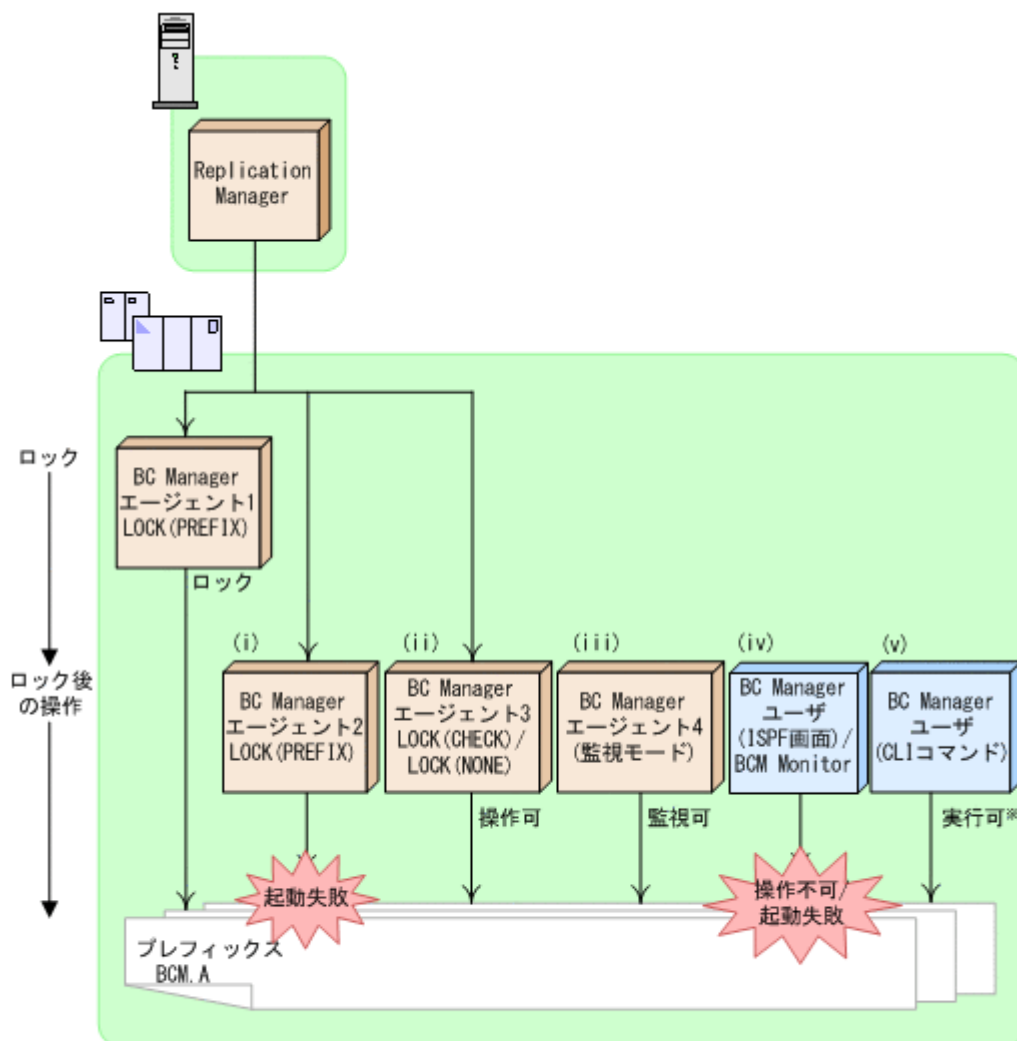 Replication
Manager
ロック
BC Manager
エージェント1
LOCK(PREFIX)
ロック
ロック後
の操作
(i)
BC Manager
エージェント2
LOCK(PREFIX)
起動失敗
(ii)
BC Manager
エージェント3
LOCK(CHECK)/
LOCK(NONE)
操作可
(iii)
BC Manager
エージェント4
(監視モード)
監視可
(iv)
BC Manager
ユーザ
(ISPF画面)/
BCM Monitor
操作不可/
起動失敗
(v)
BC Manager
ユーザ
(CLIコマンド)
実行可※
プレフィックス
BCM.A